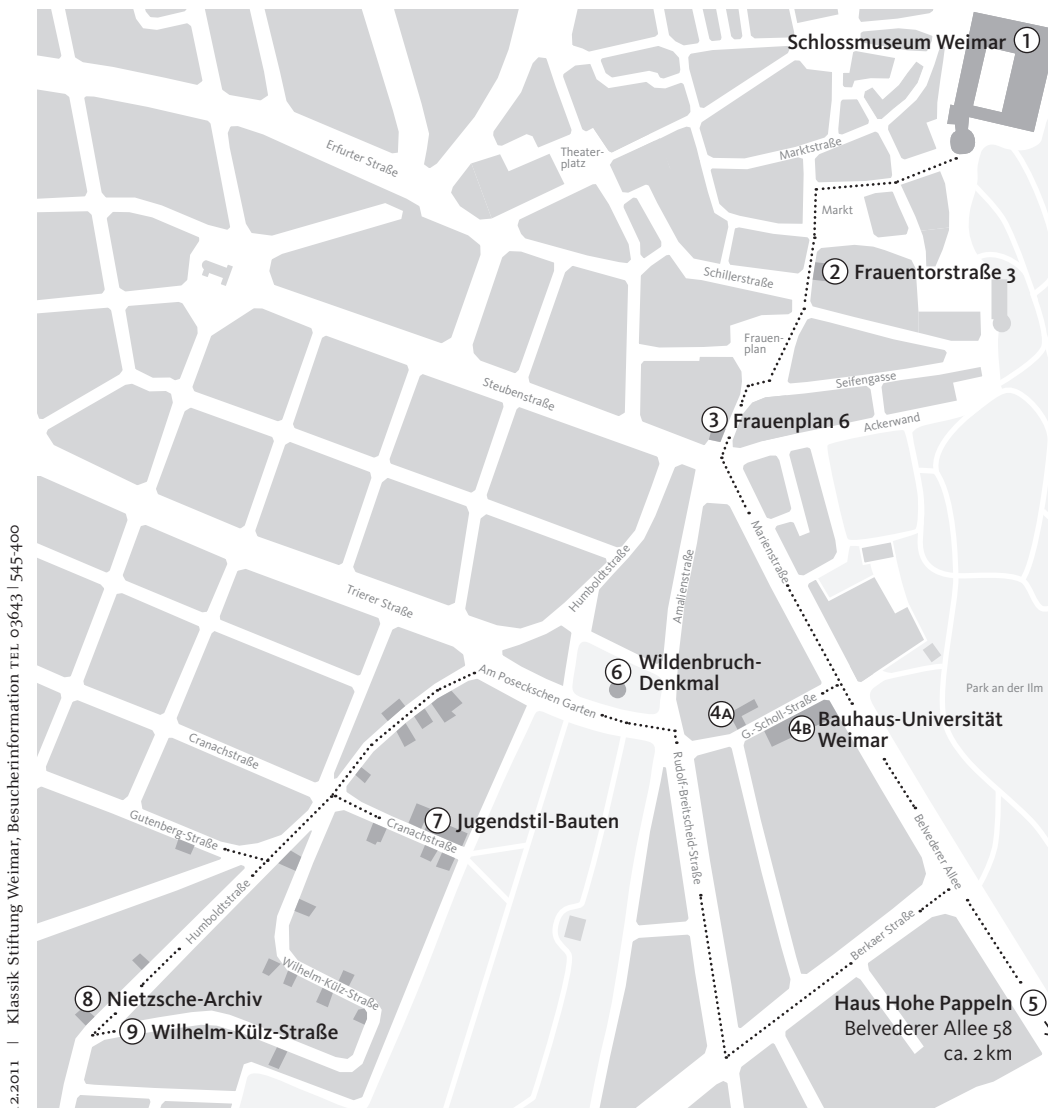 Schlossmuseum Weimar 1
Erfurter Straße
Theater-
platz
Marktstraße
Markt
2 Frauentorstraße 3
Schillerstraße
Frauen-
plan
Seifengasse
Steubenstraße
3 Frauenplan 6
Ackerwand
Marienstraße
Humboldtstraße
Amalienstraße
Trierer Straße
6 Wildenbruch-
Denkmal
Am Poseckschen Garten
Park an der Ilm
4A
G.-Scholl-Straße
4B Bauhaus-Universität
Weimar
Cranachstraße
Rudolf-Breitscheid-Straße
Gutenberg-Straße
7 Jugendstil-Bauten
Cranachstraße
Belvederer Allee
Humboldtstraße
Berkaer Straße
Wilhelm-Külz-Straße
8 Nietzsche-Archiv
9 Wilhelm-Külz-Straße
Haus Hohe Pappeln 5
Belvederer Allee 58
ca. 2 km
2.2011 | Klassik Stiftung Weimar, Besucherinformation TEL 03643 | 545-400